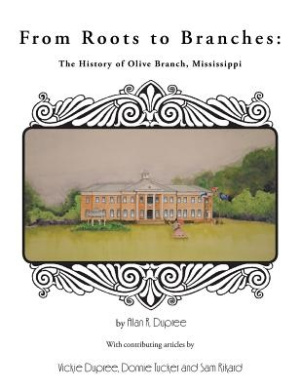 From Roots to Branches:
The History of Olive Branch, Mississippi
by Allan R. Dupree
With contributing articles by
Vickie Dupree, Donnie Tucker and Sam Rikard